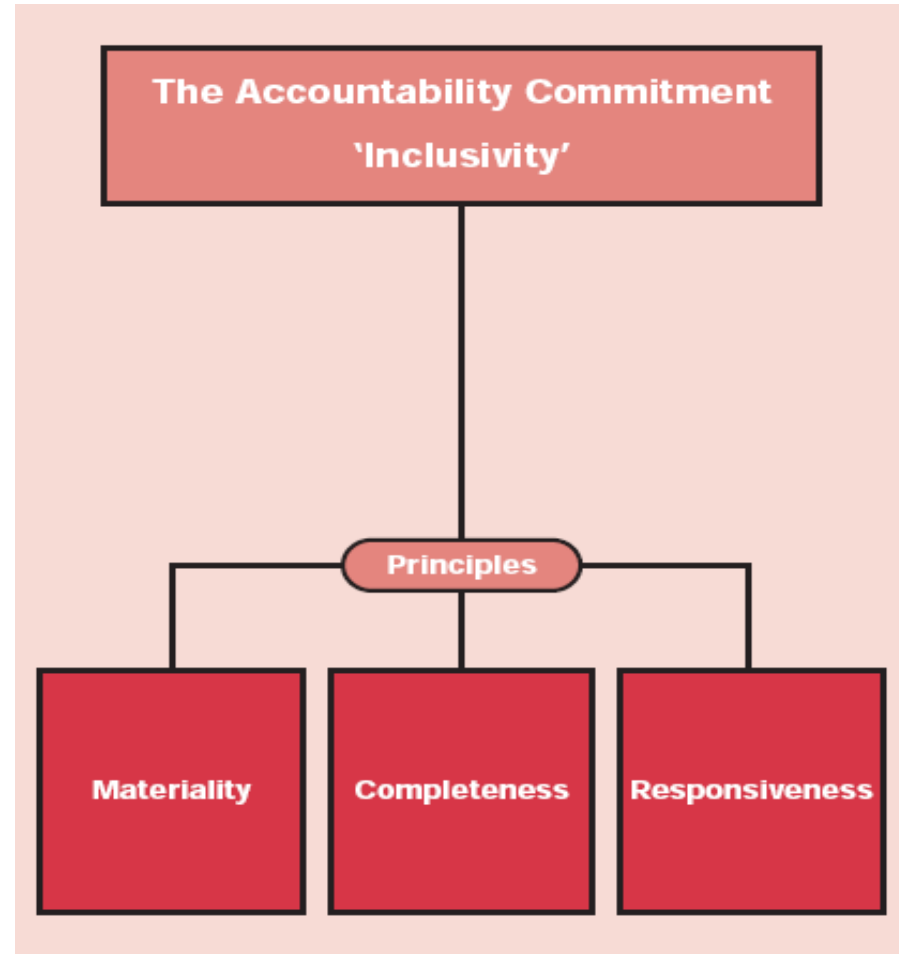 The Accountability Commitment
‘Inclusivity’
Principles
Materiality
Completeness
Responsiveness